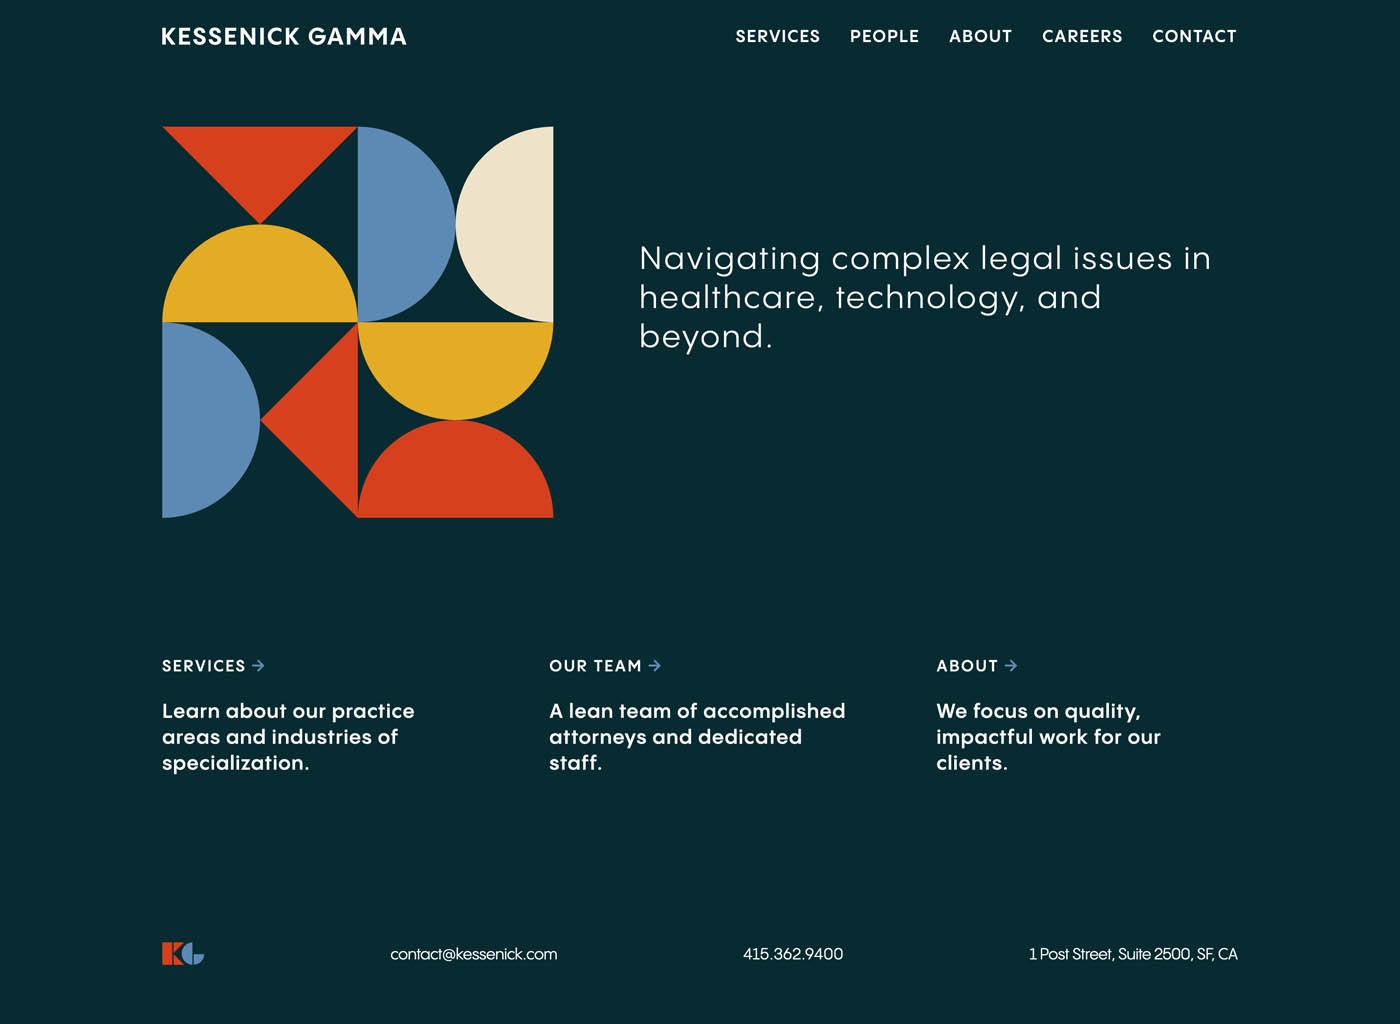 KESSENICK GAMMA
SERVICES PEOPLE ABOUT CAREERS CONTACT
Navigating complex legal issues in
healthcare, technology, and
beyond.
SERVICES →
Learn about our practice
areas and industries of
specialization.
OUR TEAM →
A lean team of accomplished
attorneys and dedicated
staff.
ABOUT →
We focus on quality,
impactful work for our
clients.
KG
contact@kessenick.com
415.362.9400
1 Post Street, Suite 2500, SF, CA